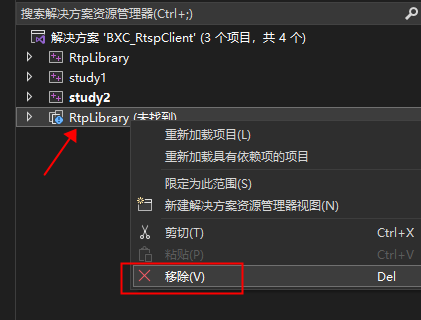 搜索解决方案资源管理器(Ctrl+;)
解决方案 'BXC_RtspClient' (3 个项目，共 4 个)
RtpLibrary
study1
study2
RtpLibrary (未找到)
重新加载项目(L)
重新加载具有依赖项的项目
限定为此范围(S)
新建解决方案资源管理器视图(N)
剪切(T) Ctrl+X
粘贴(P) Ctrl+V
移除(V) Del